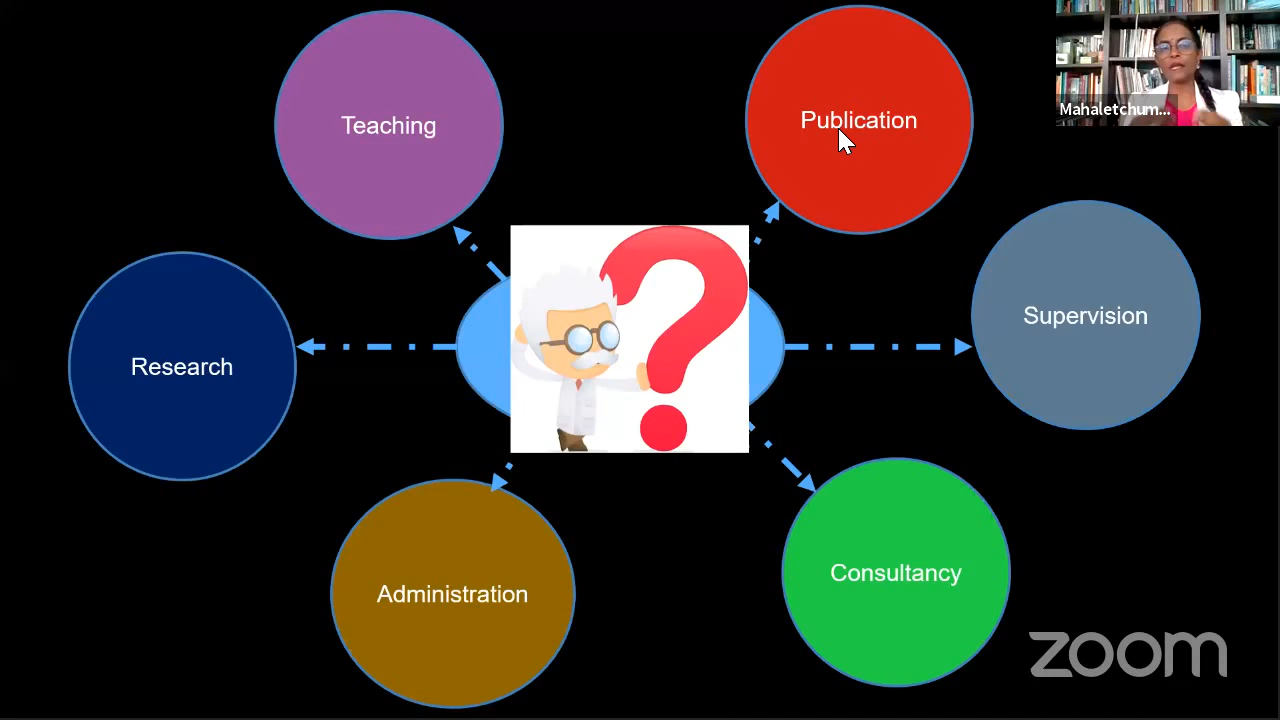 Teaching
Publication
Mahaletchum...
Supervision
Research
Administration
Consultancy
zoom